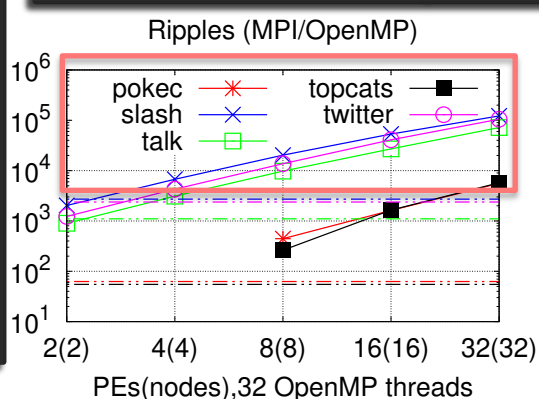 Ripples (MPI/OpenMP)
10^6
10^5
10^4
10^3
10^2
10^1
pokec
slash
talk
topcats
twitter
2(2) 4(4) 8(8) 16(16) 32(32)
PEs(nodes),32 OpenMP threads